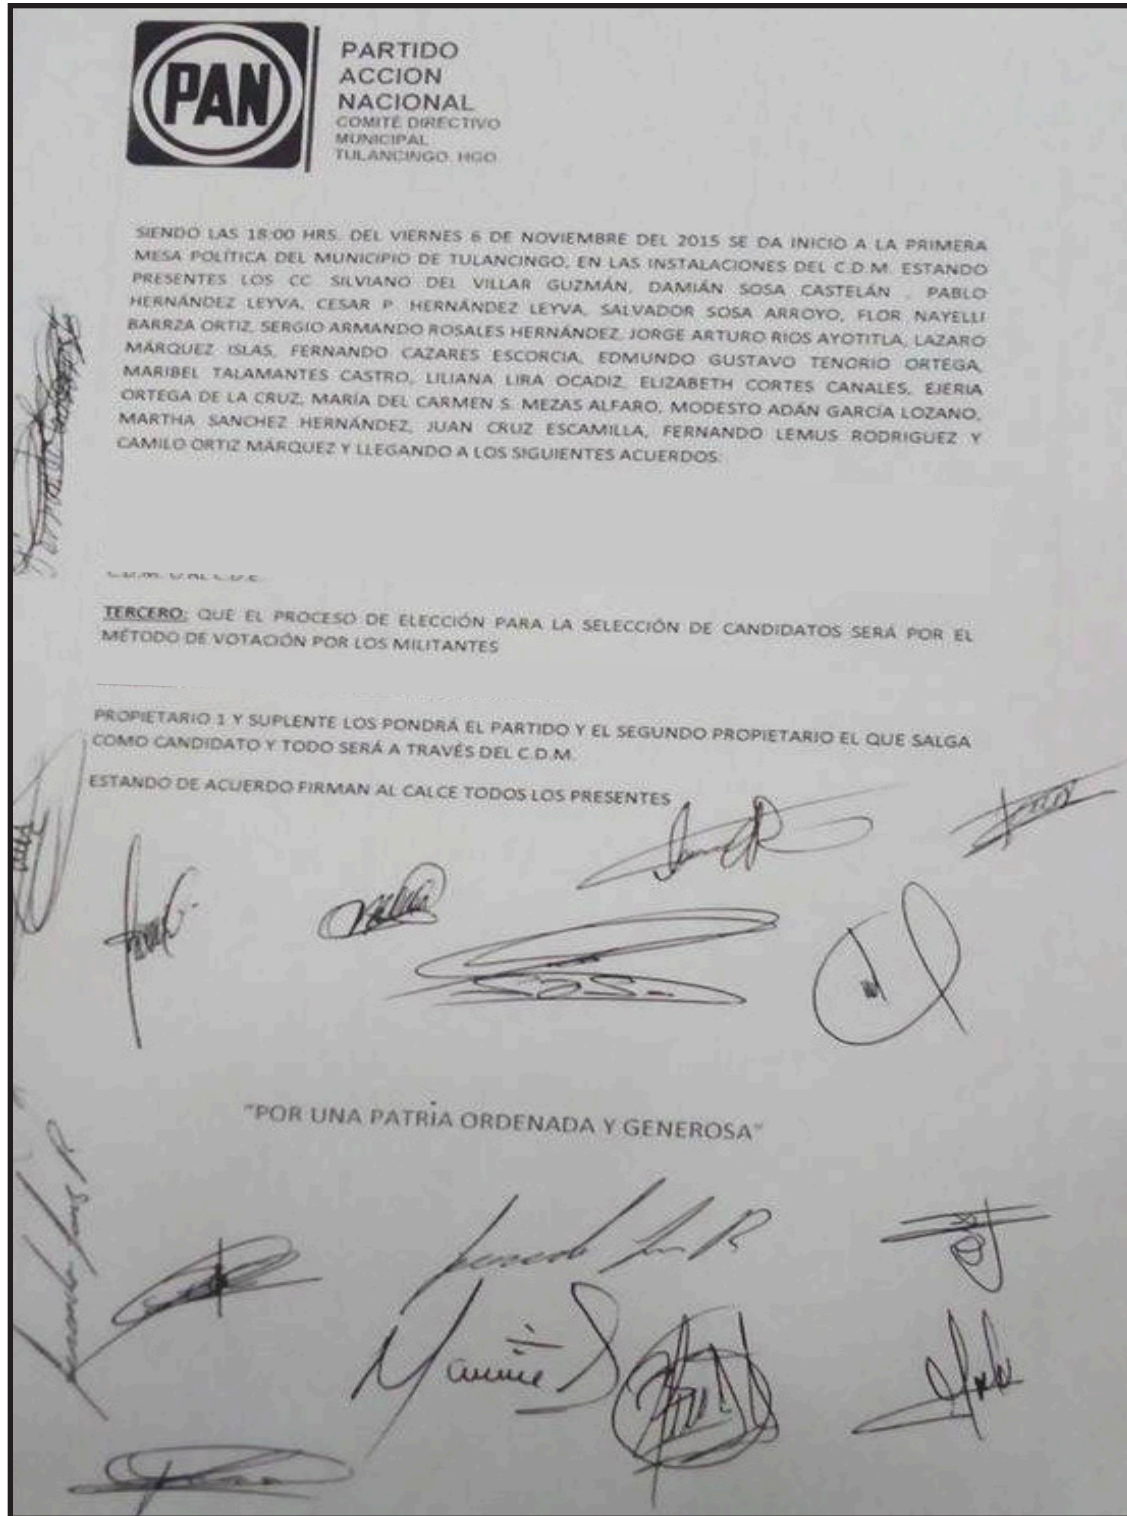 PAN
PARTIDO
ACCION
NACIONAL
COMITÉ DIRECTIVO
MUNICIPAL
TULANCINGO, HGO.
SIENDO LAS 18:00 HRS. DEL VIERNES 6 DE NOVIEMBRE DEL 2015 SE DA INICIO A LA PRIMERA
MESA POLÍTICA DEL MUNICIPIO DE TULANCINGO, EN LAS INSTALACIONES DEL C.D.M. ESTANDO
PRESENTES LOS CC. SILVIANO DEL VILLAR GUZMÁN, DAMIÁN SOSA CASTELÁN , PABLO
HERNÁNDEZ LEYVA, CESAR P. HERNÁNDEZ LEYVA, SALVADOR SOSA ARROYO, FLOR NAYELLI
BARRZA ORTIZ, SERGIO ARMANDO ROSALES HERNÁNDEZ, JORGE ARTURO RIOS AYOTITLA, LAZARO
MÁRQUEZ ISLAS, FERNANDO CAZARES ESCORCIA, EDMUNDO GUSTAVO TENORIO ORTEGA,
MARIBEL TALAMANTES CASTRO, LILIANA LIRA OCADIZ, ELIZABETH CORTES CANALES, EJERIA
ORTEGA DE LA CRUZ, MARÍA DEL CARMEN S. MEZAS ALFARO, MODESTO ADÁN GARCÍA LOZANO,
MARTHA SANCHEZ HERNÁNDEZ, JUAN CRUZ ESCAMILLA, FERNANDO LEMUS RODRIGUEZ Y
CAMILO ORTIZ MÁRQUEZ Y LLEGANDO A LOS SIGUIENTES ACUERDOS:
TERCERO: QUE EL PROCESO DE ELECCIÓN PARA LA SELECCIÓN DE CANDIDATOS SERÁ POR EL
MÉTODO DE VOTACIÓN POR LOS MILITANTES
PROPIETARIO 1 Y SUPLENTE LOS PONDRÁ EL PARTIDO Y EL SEGUNDO PROPIETARIO EL QUE SALGA
COMO CANDIDATO Y TODO SERÁ A TRAVÉS DEL C.D.M.
ESTANDO DE ACUERDO FIRMAN AL CALCE TODOS LOS PRESENTES
"POR UNA PATRIA ORDENADA Y GENEROSA"